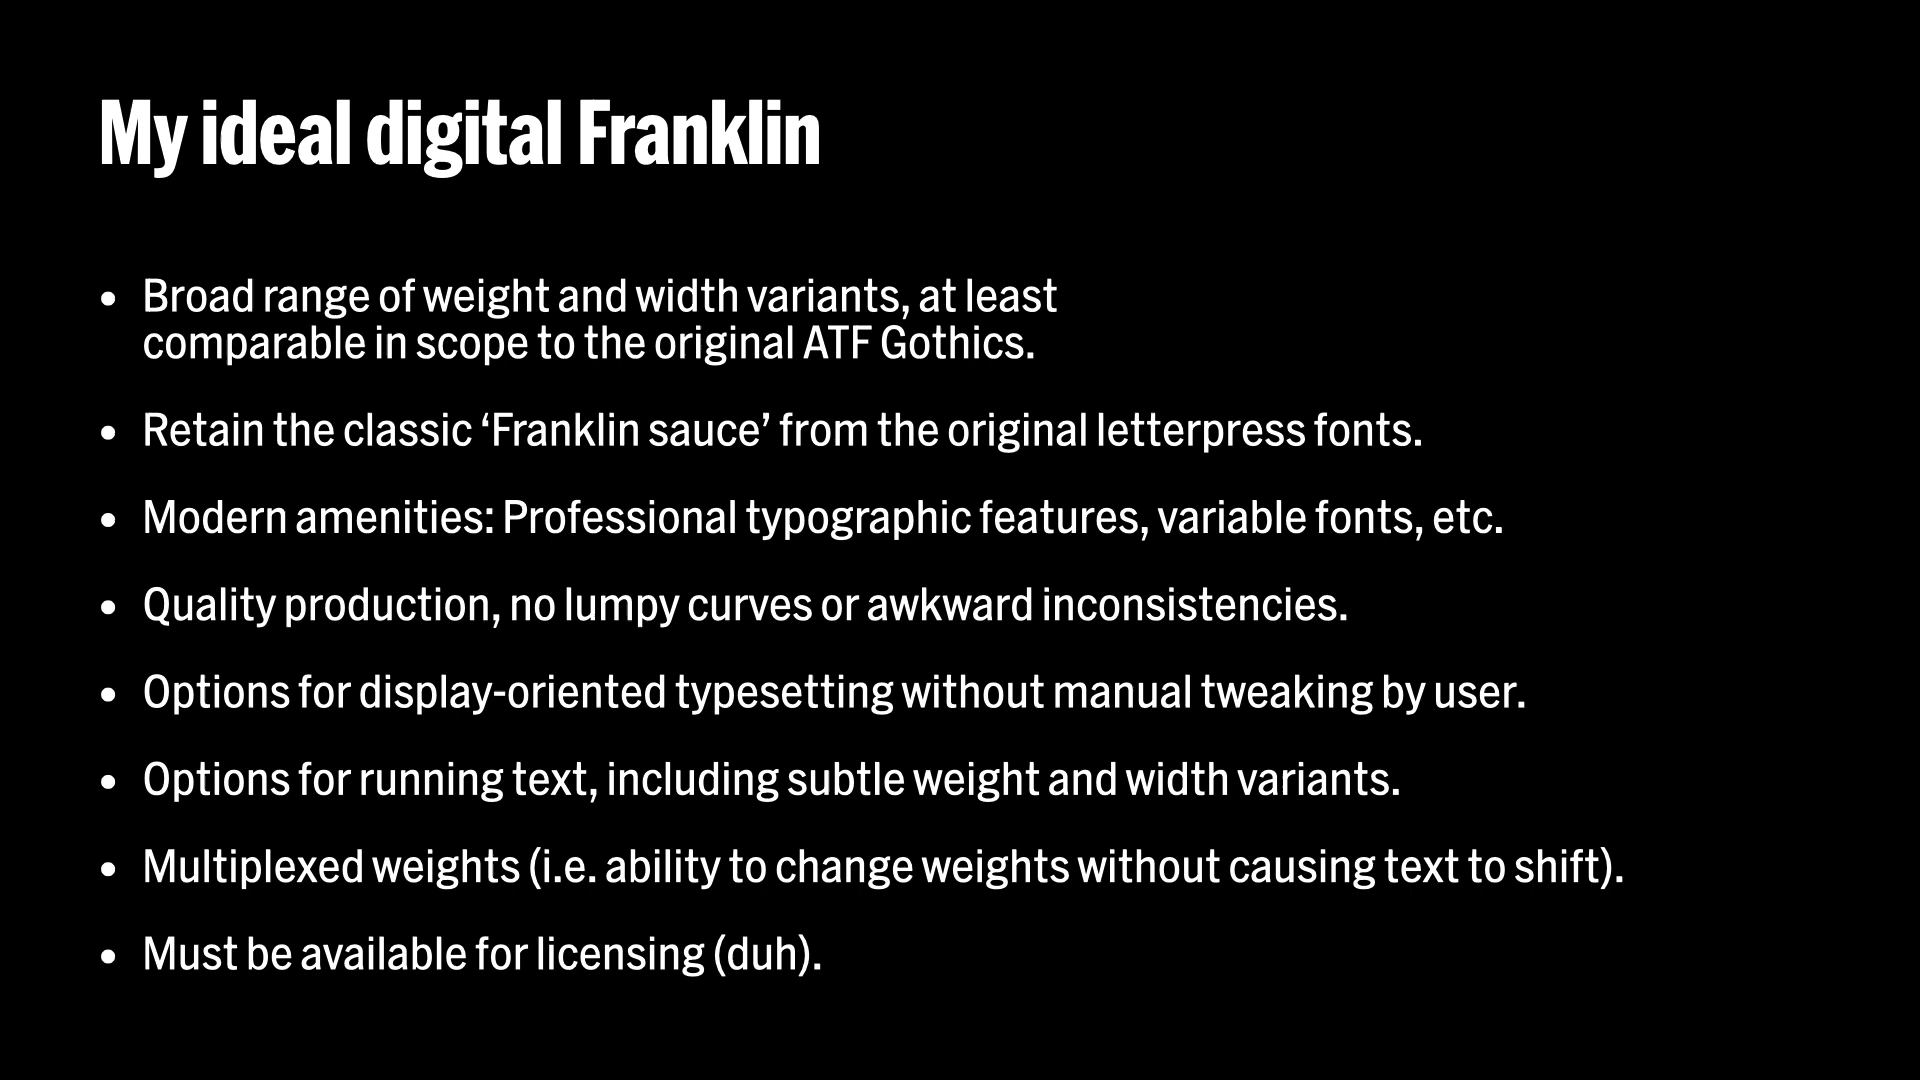 My ideal digital Franklin
• Broad range of weight and width variants, at least
comparable in scope to the original ATF Gothics.
• Retain the classic ‘Franklin sauce’ from the original letterpress fonts.
• Modern amenities: Professional typographic features, variable fonts, etc.
• Quality production, no lumpy curves or awkward inconsistencies.
• Options for display-oriented typesetting without manual tweaking by user.
• Options for running text, including subtle weight and width variants.
• Multiplexed weights (i.e. ability to change weights without causing text to shift).
• Must be available for licensing (duh).